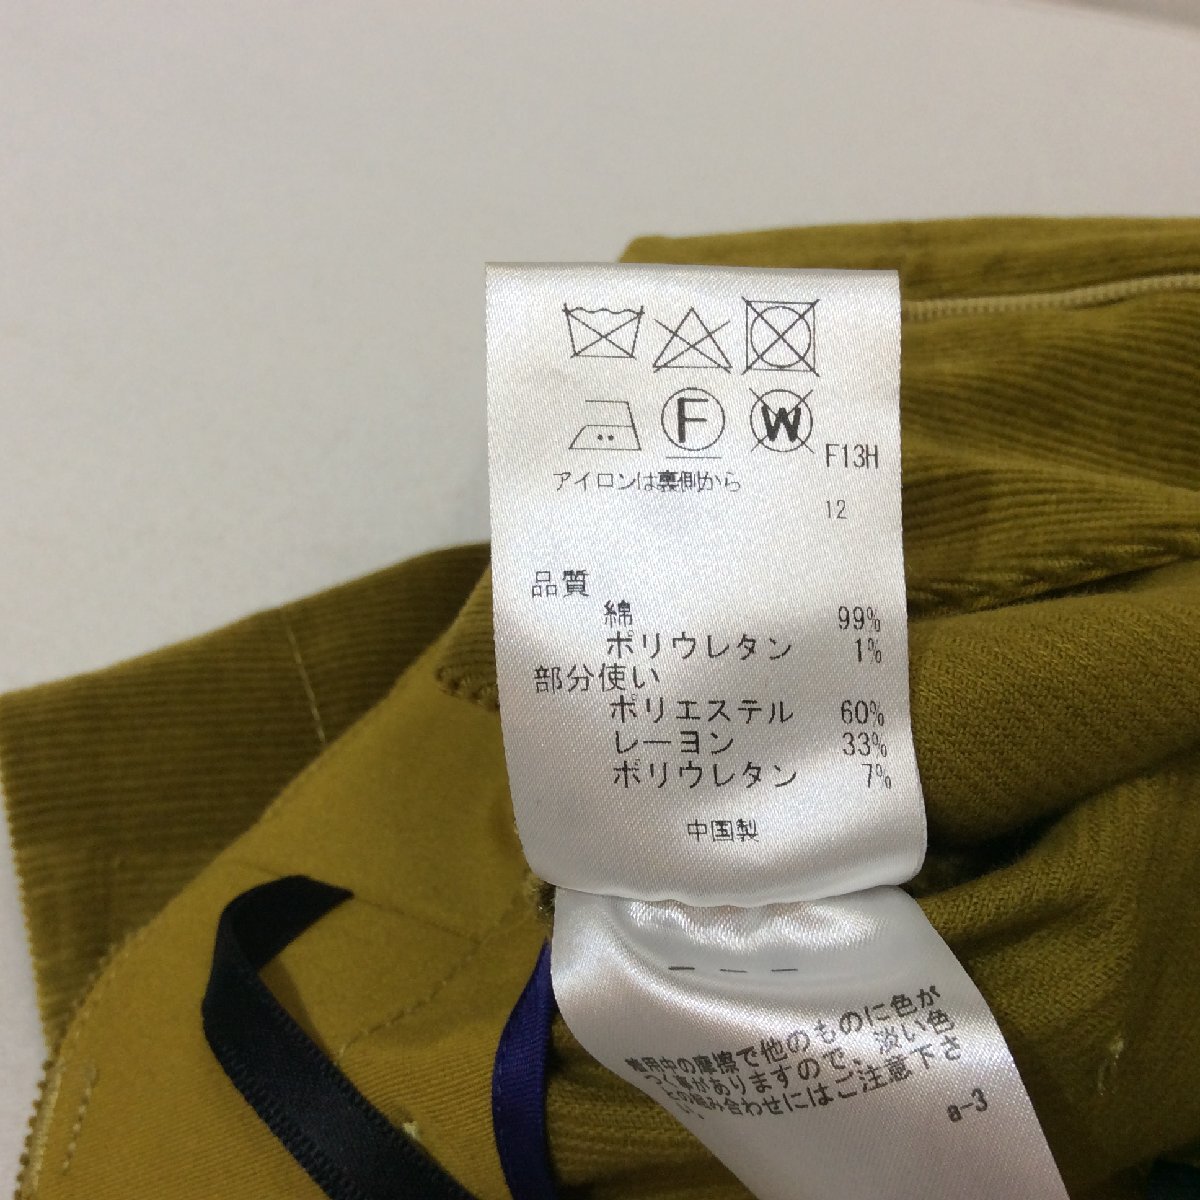 F W
F13H
アイロンは裏側から
12
品質
綿 99%
ポリウレタン 1%
部分使い
ポリエステル 60%
レーヨン 33%
ポリウレタン 7%
中国製
着用中の摩擦で他のものに色が
つく事がありますので、淡い色
との組み合わせにはご注意下さ
い。
a-3